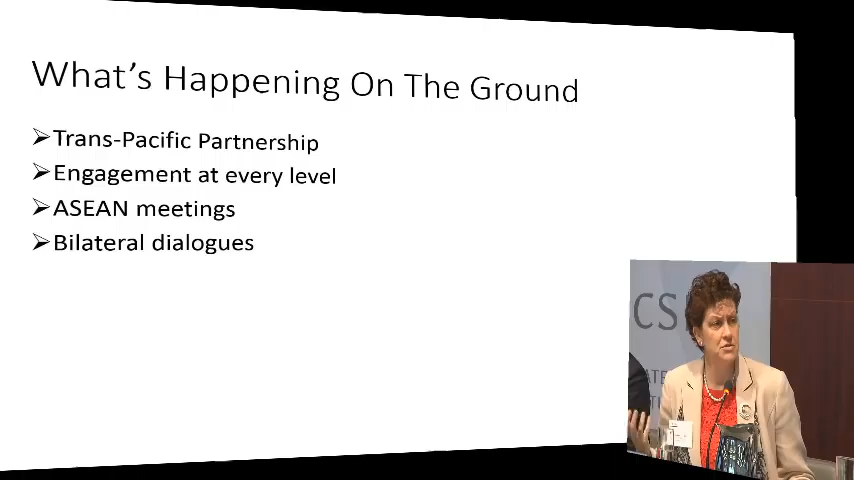 What's Happening On The Ground
➢Trans-Pacific Partnership
➢Engagement at every level
➢ASEAN meetings
➢Bilateral dialogues
CSI